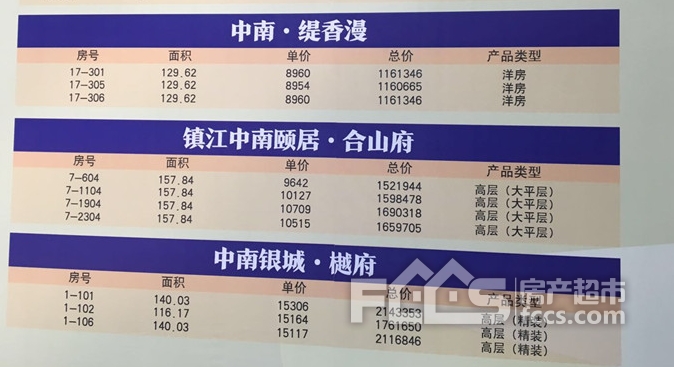 中南·缇香漫
房号 面积 单价 总价 产品类型
17-301 129.62 8960 1161346 洋房
17-305 129.62 8954 1160665 洋房
17-306 129.62 8960 1161346 洋房
镇江中南颐居·合山府
房号 面积 单价 总价 产品类型
7-604 157.84 9642 1521944 高层（大平层）
7-1104 157.84 10127 1598478 高层（大平层）
7-1904 157.84 10709 1690318 高层（大平层）
7-2304 157.84 10515 1659705 高层（大平层）
中南银城·樾府
房号 面积 单价 总价 产品类型
1-101 140.03 15306 2143353 高层（精装）
1-102 116.17 15164 1761650 高层（精装）
1-106 140.03 15117 2116846 高层（精装）
FCCS 房产超市
fccs.com